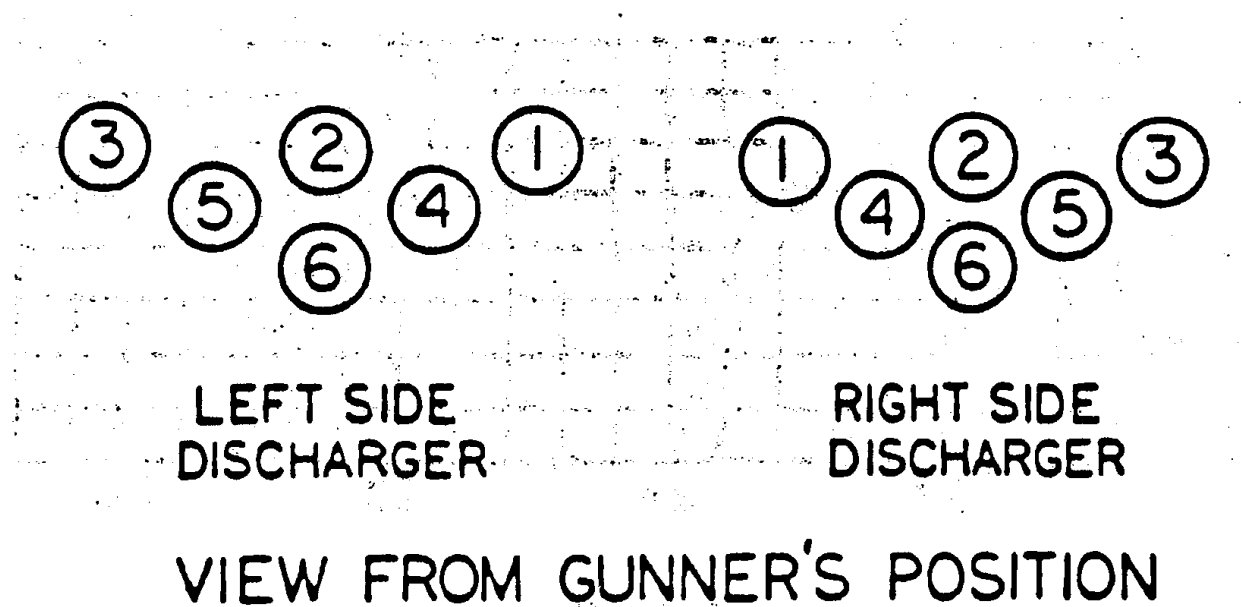 3 2 1 1 2 3
5 4 4 5
6 6
LEFT SIDE RIGHT SIDE
DISCHARGER DISCHARGER
VIEW FROM GUNNER'S POSITION